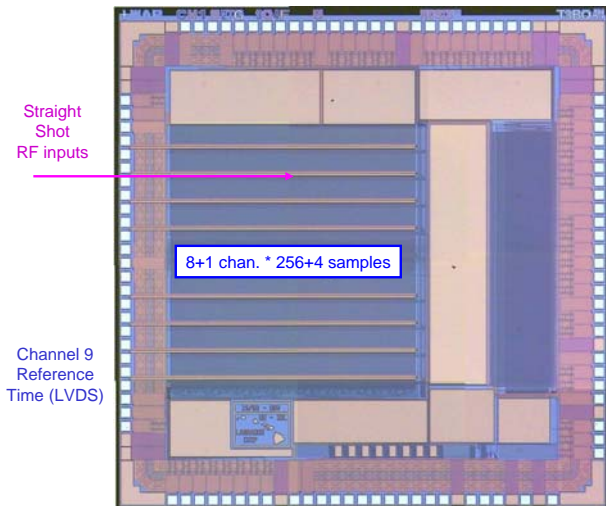 Straight
Shot
RF inputs
8+1 chan. * 256+4 samples
Channel 9
Reference
Time (LVDS)